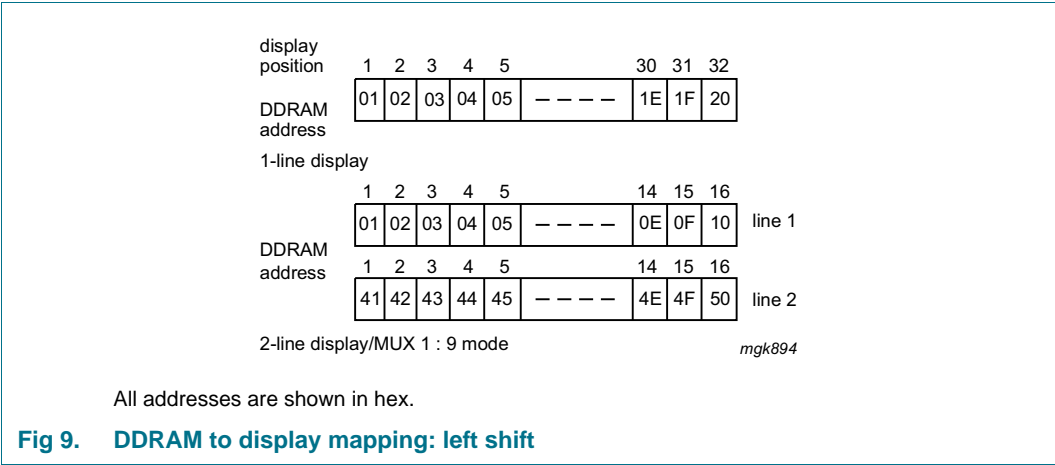 display
position 1 2 3 4 5 30 31 32
DDRAM
address
01 02 03 04 05 – – – – 1E 1F 20
1-line display
1 2 3 4 5 14 15 16
01 02 03 04 05 – – – – 0E 0F 10 line 1
DDRAM
address
1 2 3 4 5 14 15 16
41 42 43 44 45 – – – – 4E 4F 50 line 2
2-line display/MUX 1 : 9 mode
mgk894
All addresses are shown in hex.
Fig 9. DDRAM to display mapping: left shift